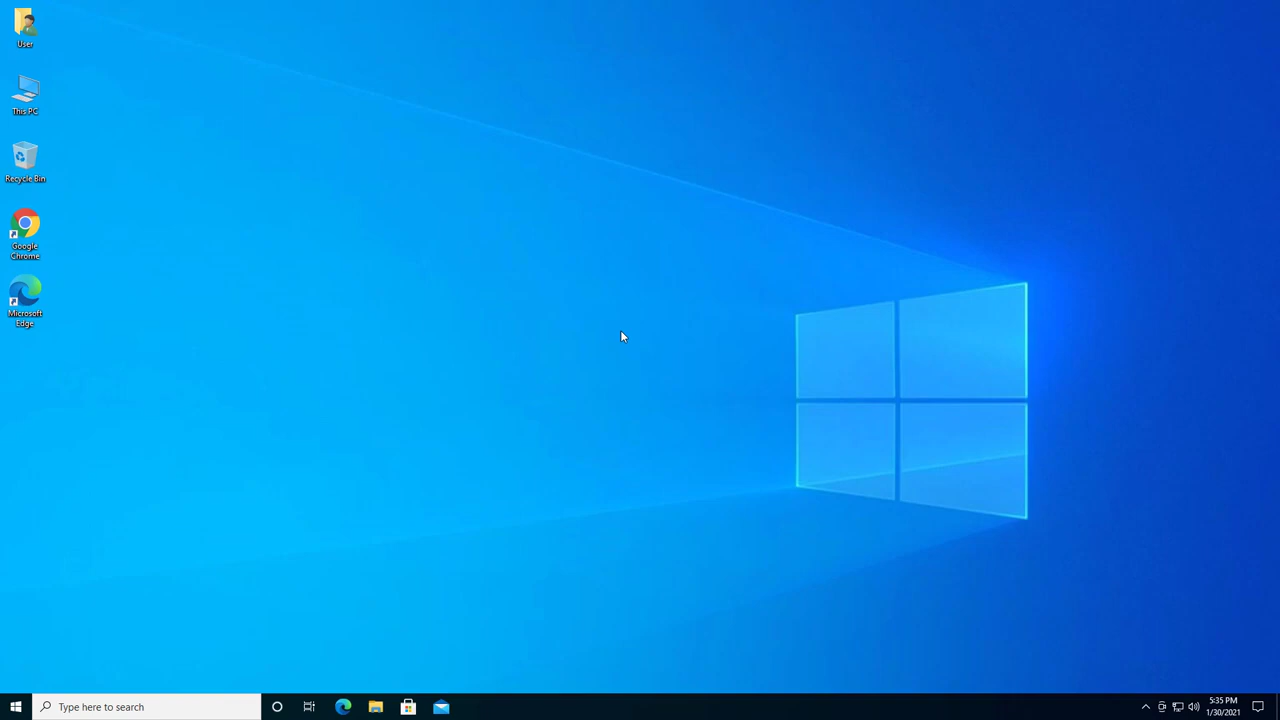 User
This PC
Recycle Bin
Google
Chrome
Microsoft
Edge
Type here to search
5:35 PM
1/30/2021